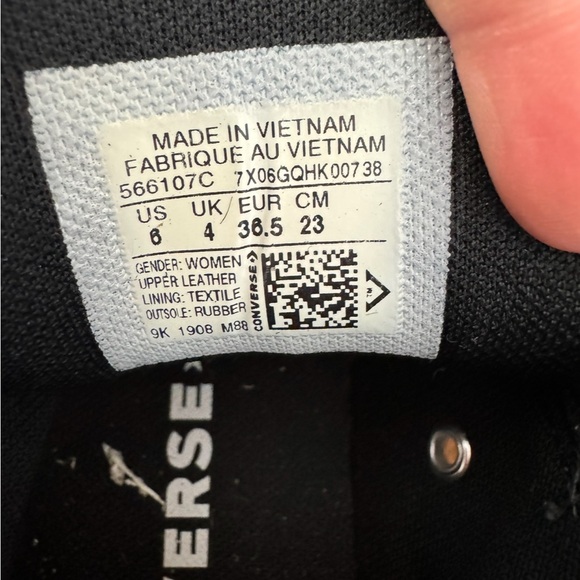 MADE IN VIETNAM
FABRIQUE AU VIETNAM
566107C 7X06GQHK00738
US UK EUR CM
6 4 36.5 23
GENDER: WOMEN
UPPER: LEATHER
LINING: TEXTILE
OUTSOLE: RUBBER
9K 1908 M88
CONVERSE
TM
VERSE